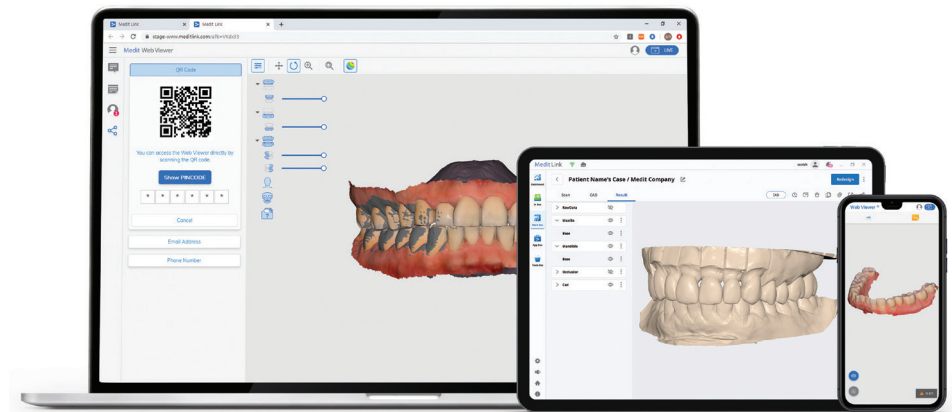 Medit Link
Medit Link
stage-www.meditlink.com
Medit Web Viewer
LIVE
QR Code
You can access the Web Viewer directly by
scanning the QR code.
Show PINCODE
* * * * * *
Cancel
Email Address
Phone Number
Medit Link
Patient Name's Case / Medit Company
Redesign
Scan
CAD
Result
RawData
Maxilla
Base
Mandible
Base
Occlusion
Cad
Web Viewer